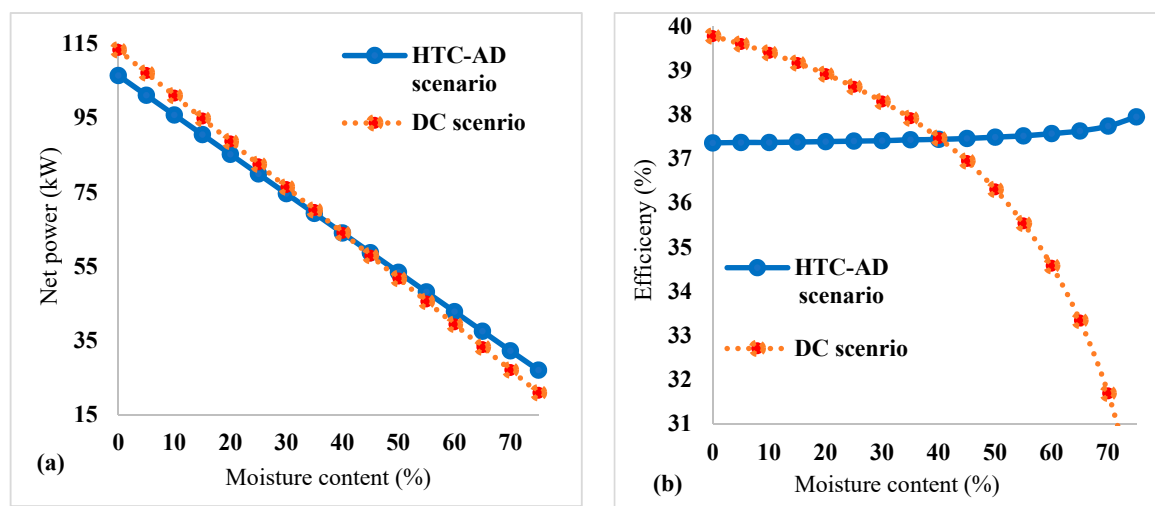 115
95
75
55
35
15
Net power (kW)
HTC-AD
scenario
DC scenrio
0 10 20 30 40 50 60 70
Moisture content (%)
(a)
40
39
38
37
36
35
34
33
32
31
Efficiceny (%)
HTC-AD
scenario
DC scenrio
0 10 20 30 40 50 60 70
Moisture content (%)
(b)